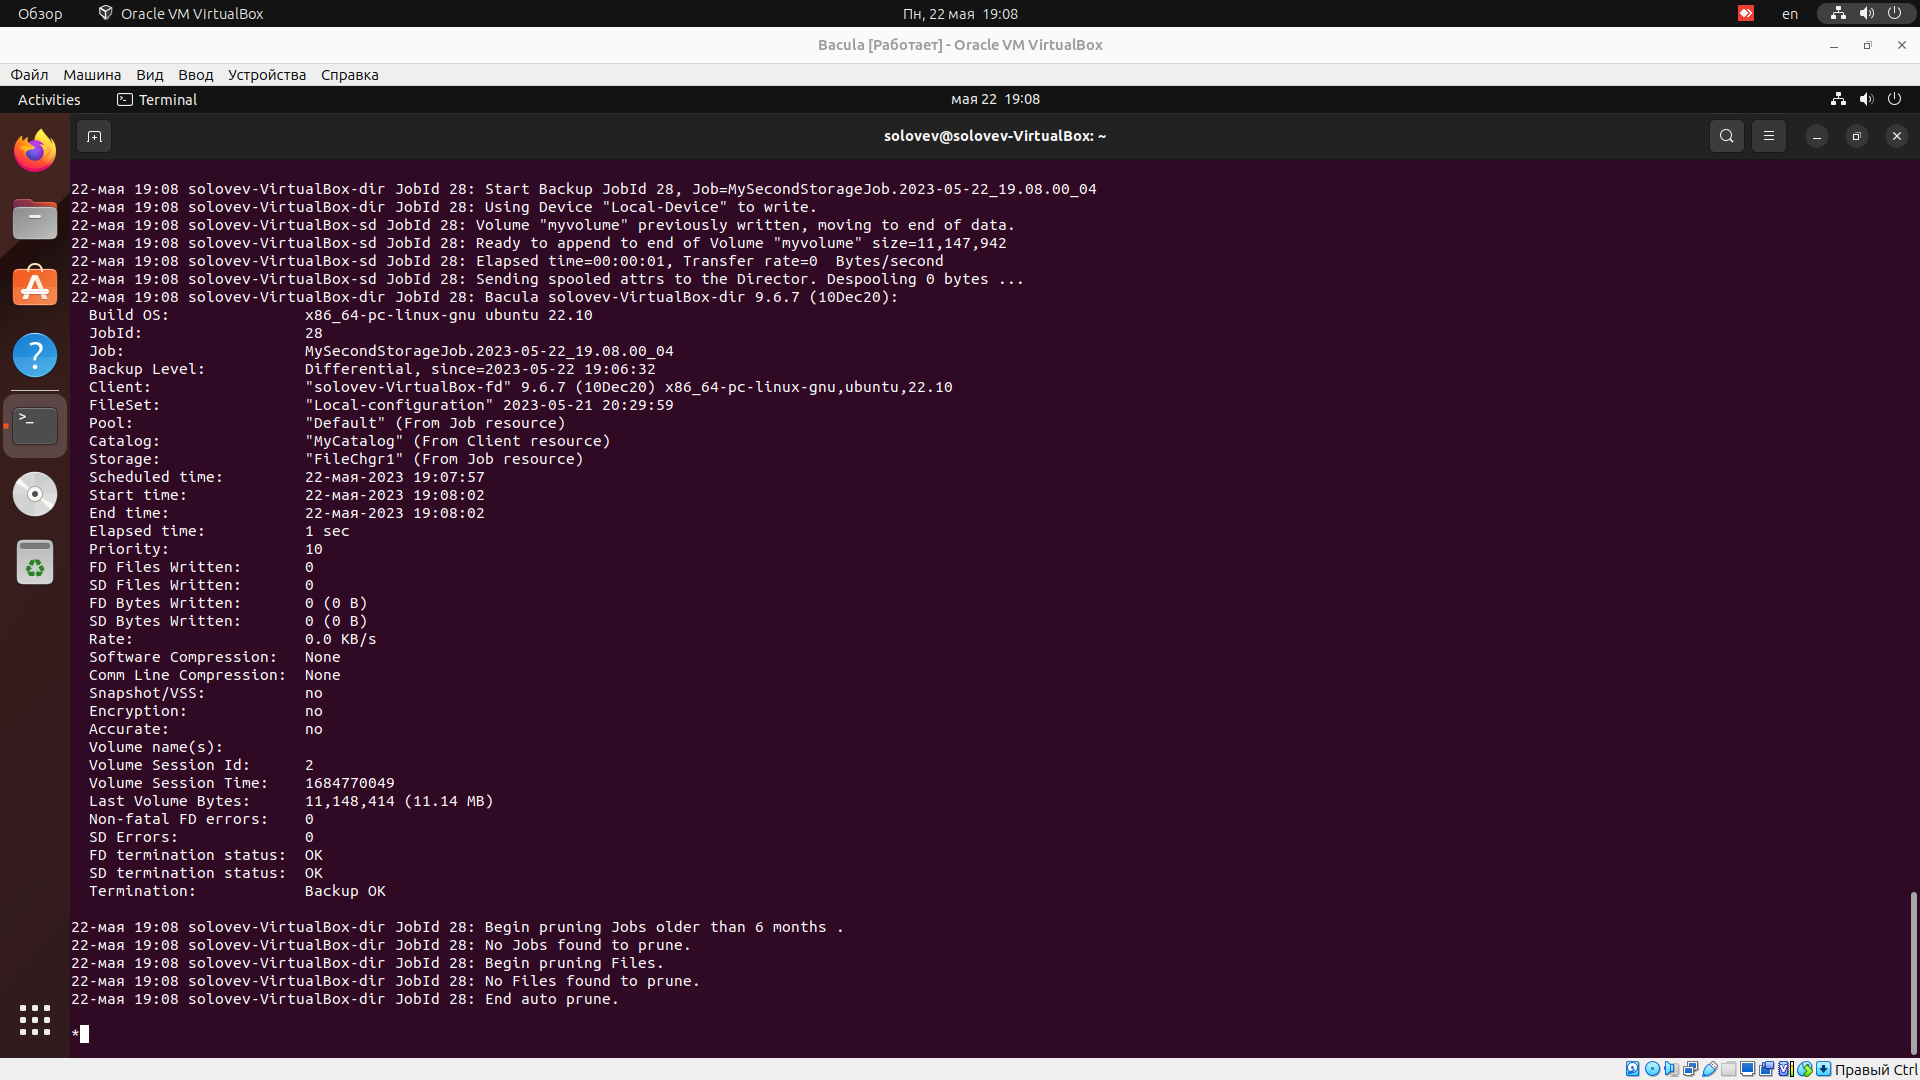 Обзор Oracle VM VirtualBox Пн, 22 мая 19:08 en
Bacula [Работает] - Oracle VM VirtualBox
Файл Машина Вид Ввод Устройства Справка
Activities Terminal мая 22 19:08
solovev@solovev-VirtualBox: ~
22-мая 19:08 solovev-VirtualBox-dir JobId 28: Start Backup JobId 28, Job=MySecondStorageJob.2023-05-22_19.08.00_04
22-мая 19:08 solovev-VirtualBox-dir JobId 28: Using Device "Local-Device" to write.
22-мая 19:08 solovev-VirtualBox-sd JobId 28: Volume "myvolume" previously written, moving to end of data.
22-мая 19:08 solovev-VirtualBox-sd JobId 28: Ready to append to end of Volume "myvolume" size=11,147,942
22-мая 19:08 solovev-VirtualBox-sd JobId 28: Elapsed time=00:00:01, Transfer rate=0  Bytes/second
22-мая 19:08 solovev-VirtualBox-sd JobId 28: Sending spooled attrs to the Director. Despooling 0 bytes ...
22-мая 19:08 solovev-VirtualBox-dir JobId 28: Bacula solovev-VirtualBox-dir 9.6.7 (10Dec20):
  Build OS:               x86_64-pc-linux-gnu ubuntu 22.10
  JobId:                  28
  Job:                    MySecondStorageJob.2023-05-22_19.08.00_04
  Backup Level:           Differential, since=2023-05-22 19:06:32
  Client:                 "solovev-VirtualBox-fd" 9.6.7 (10Dec20) x86_64-pc-linux-gnu,ubuntu,22.10
  FileSet:                "Local-configuration" 2023-05-21 20:29:59
  Pool:                   "Default" (From Job resource)
  Catalog:                "MyCatalog" (From Client resource)
  Storage:                "FileChgr1" (From Job resource)
  Scheduled time:         22-мая-2023 19:07:57
  Start time:             22-мая-2023 19:08:02
  End time:               22-мая-2023 19:08:02
  Elapsed time:           1 sec
  Priority:               10
  FD Files Written:       0
  SD Files Written:       0
  FD Bytes Written:       0 (0 B)
  SD Bytes Written:       0 (0 B)
  Rate:                   0.0 KB/s
  Software Compression:   None
  Comm Line Compression:  None
  Snapshot/VSS:           no
  Encryption:             no
  Accurate:               no
  Volume name(s):
  Volume Session Id:      2
  Volume Session Time:    1684770049
  Last Volume Bytes:      11,148,414 (11.14 MB)
  Non-fatal FD errors:    0
  SD Errors:              0
  FD termination status:  OK
  SD termination status:  OK
  Termination:            Backup OK
22-мая 19:08 solovev-VirtualBox-dir JobId 28: Begin pruning Jobs older than 6 months .
22-мая 19:08 solovev-VirtualBox-dir JobId 28: No Jobs found to prune.
22-мая 19:08 solovev-VirtualBox-dir JobId 28: Begin pruning Files.
22-мая 19:08 solovev-VirtualBox-dir JobId 28: No Files found to prune.
22-мая 19:08 solovev-VirtualBox-dir JobId 28: End auto prune.
*
Правый Ctrl